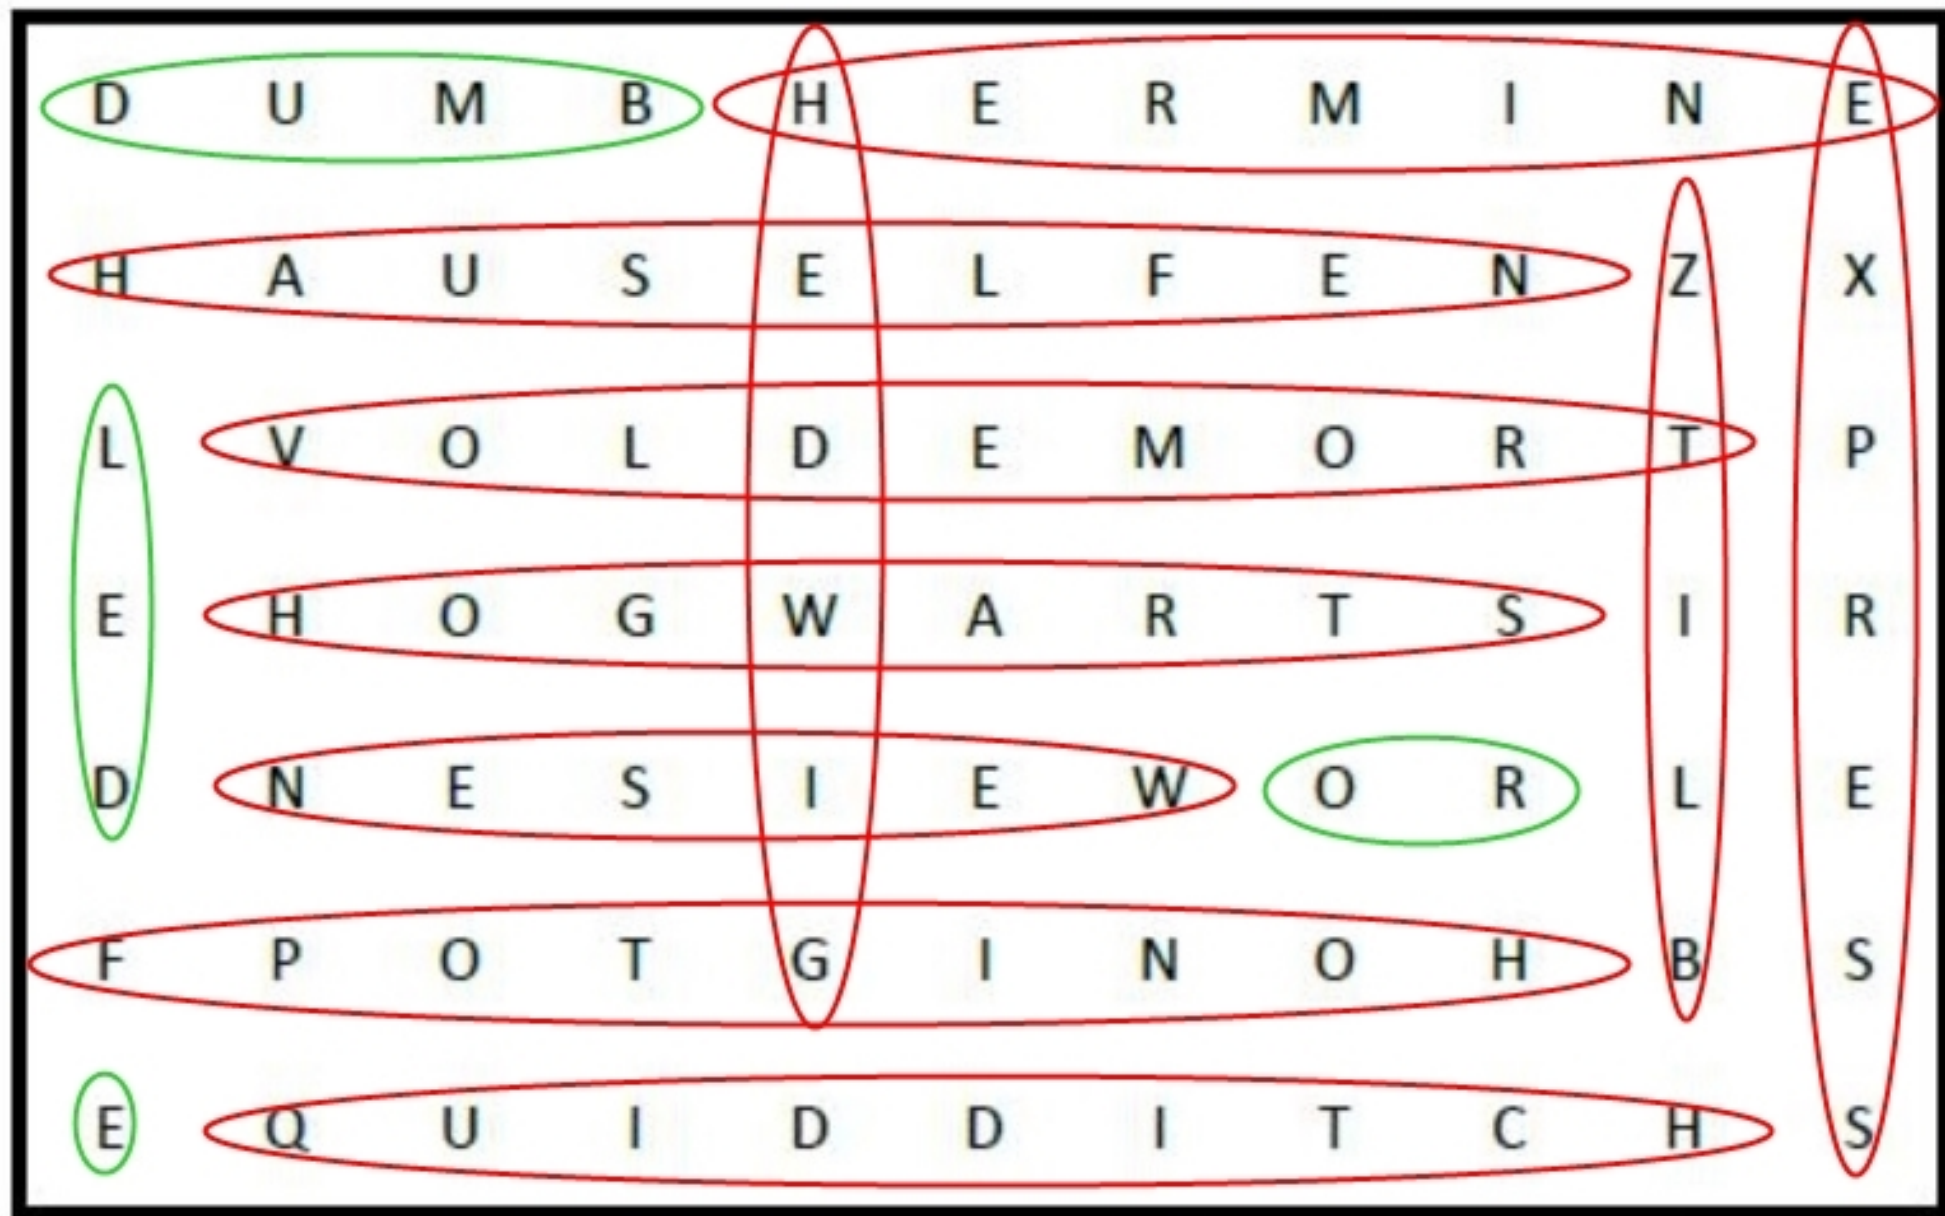 D U M B H E R M I N E
H A U S E L F E N Z X
L V O L D E M O R T P
E H O G W A R T S I R
D N E S I E W O R L E
F P O T G I N O H B S
E Q U I D D I T C H S